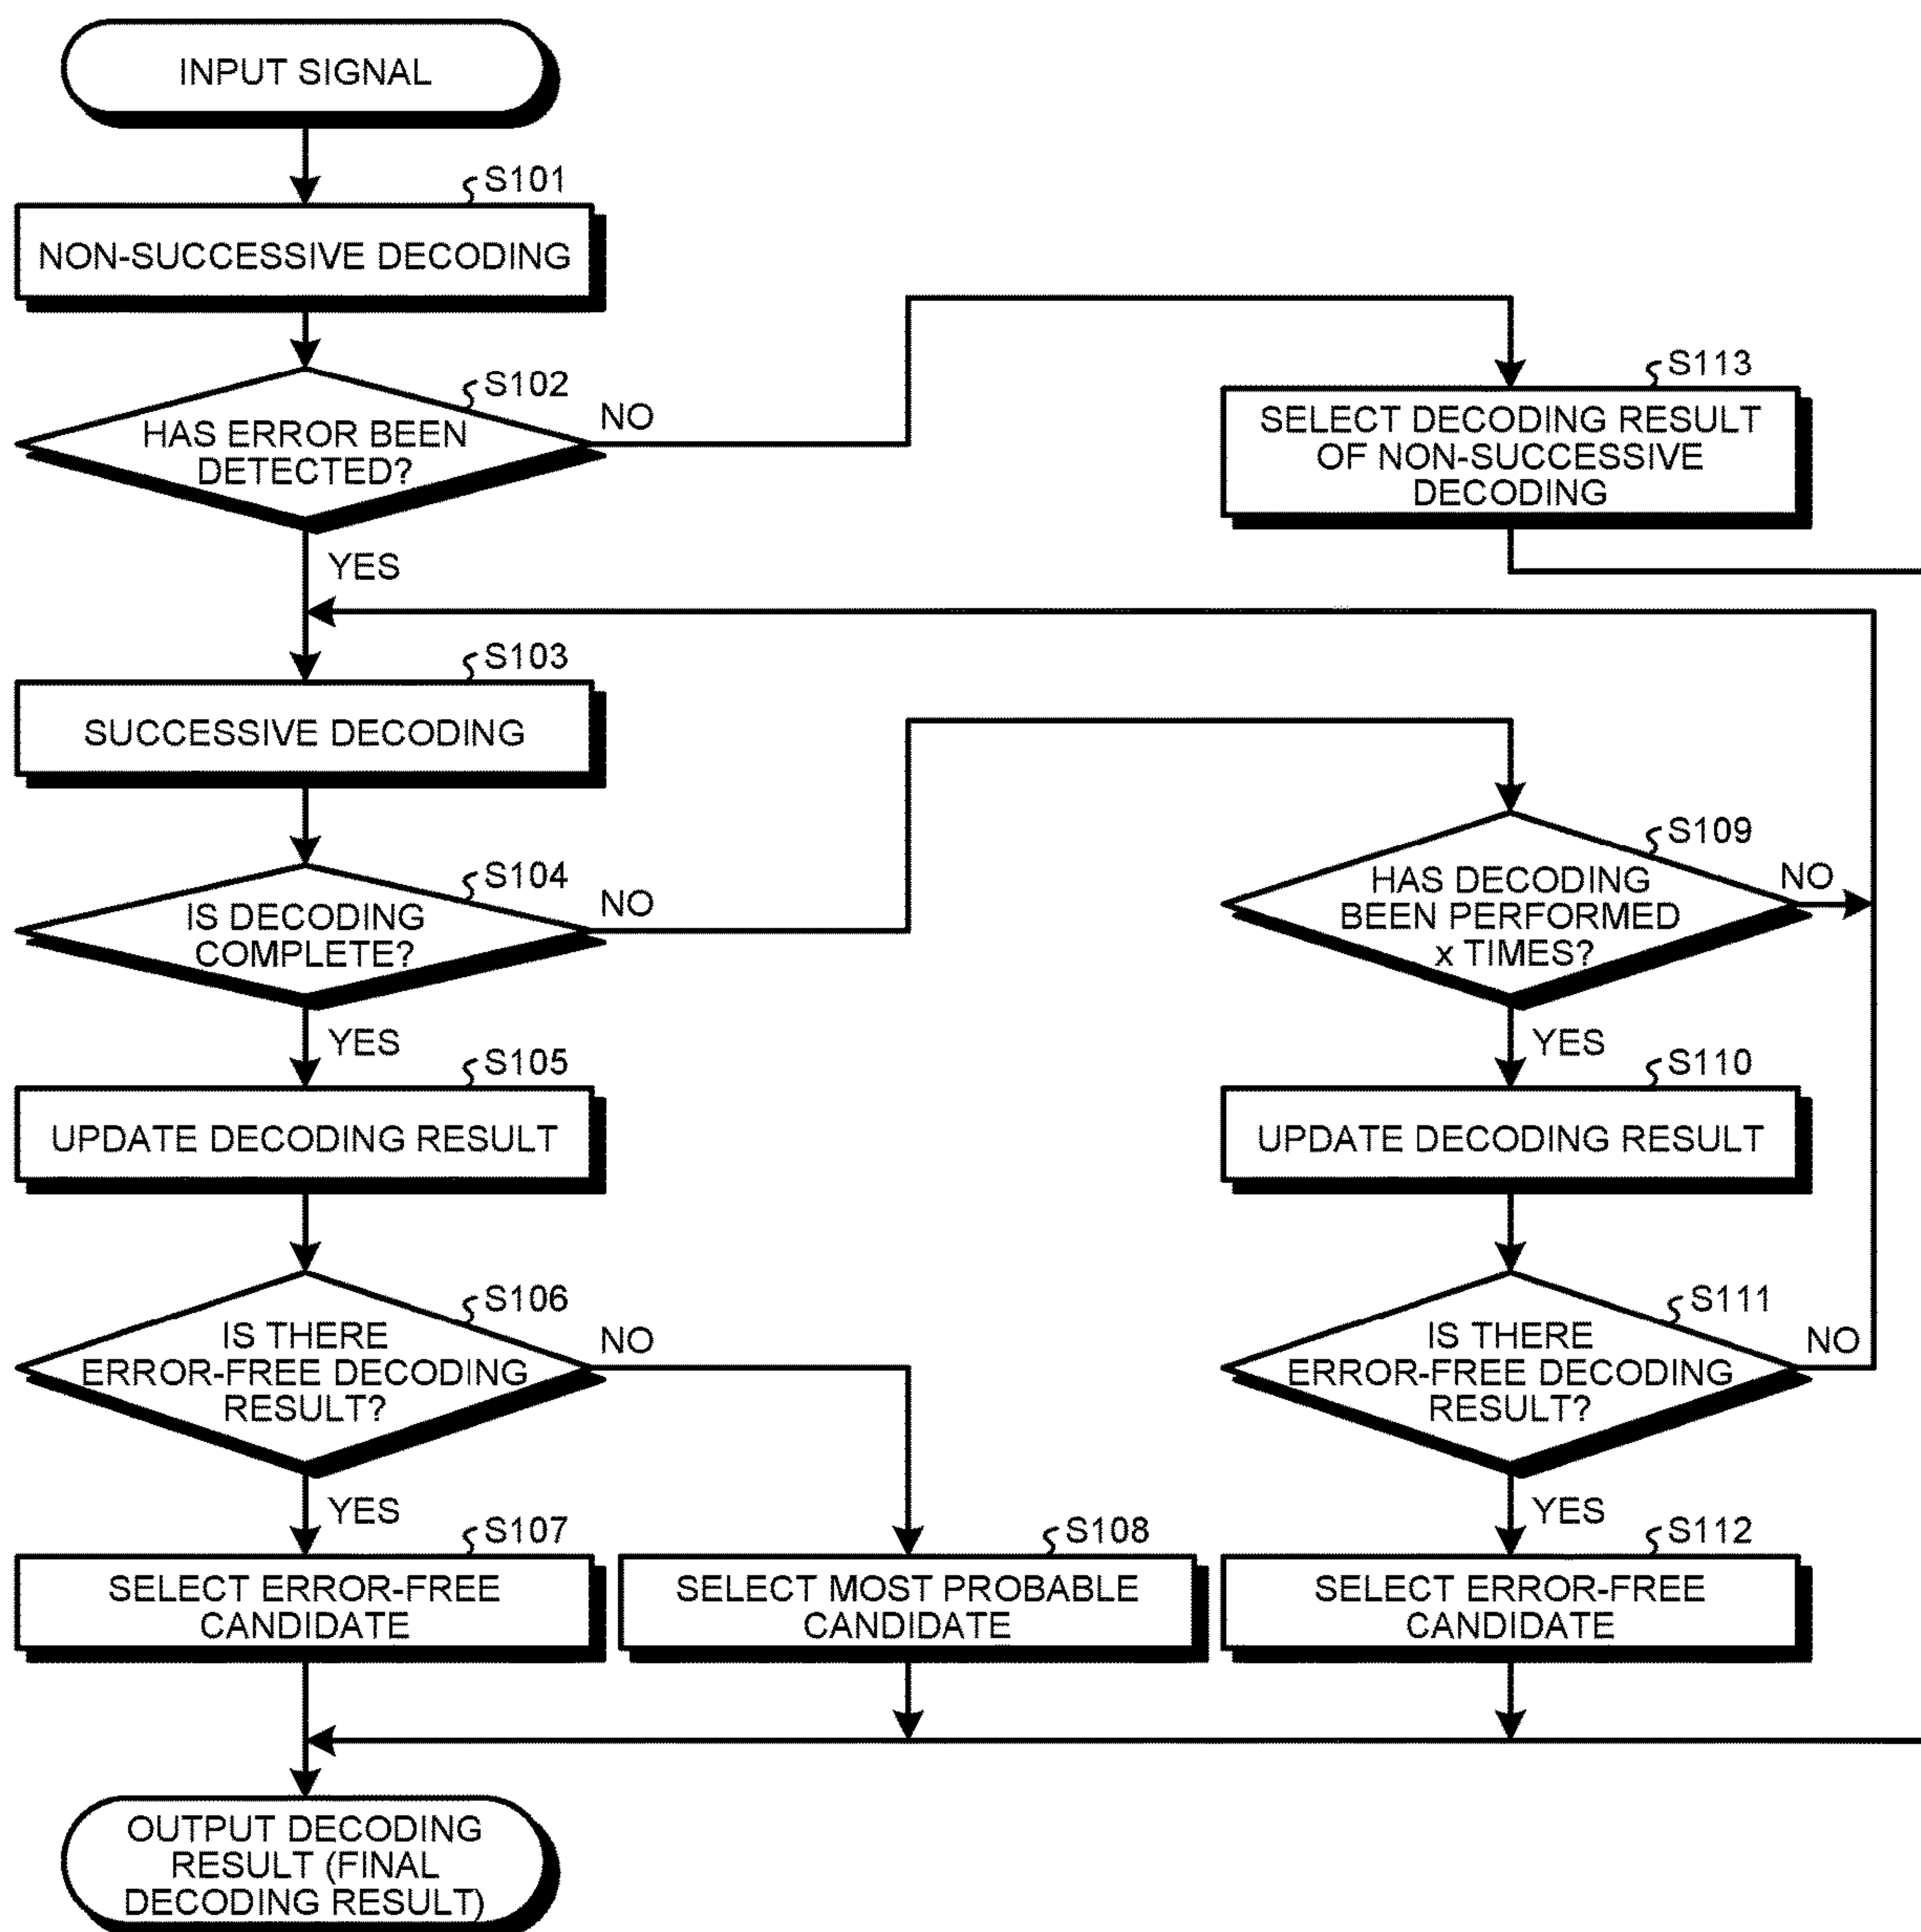 INPUT SIGNAL
S101
NON-SUCCESSIVE DECODING
S102
HAS ERROR BEEN
DETECTED?
NO
YES
S113
SELECT DECODING RESULT
OF NON-SUCCESSIVE
DECODING
S103
SUCCESSIVE DECODING
S104
IS DECODING
COMPLETE?
NO
YES
S109
HAS DECODING
BEEN PERFORMED
x TIMES?
NO
YES
S105
UPDATE DECODING RESULT
S110
UPDATE DECODING RESULT
S106
IS THERE
ERROR-FREE DECODING
RESULT?
NO
YES
S111
IS THERE
ERROR-FREE DECODING
RESULT?
NO
YES
S107
SELECT ERROR-FREE
CANDIDATE
S108
SELECT MOST PROBABLE
CANDIDATE
S112
SELECT ERROR-FREE
CANDIDATE
OUTPUT DECODING
RESULT (FINAL
DECODING RESULT)